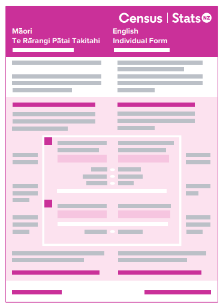 Census Stats NZ
Māori
Te Rārangi Pātai Takitahi
English
Individual Form